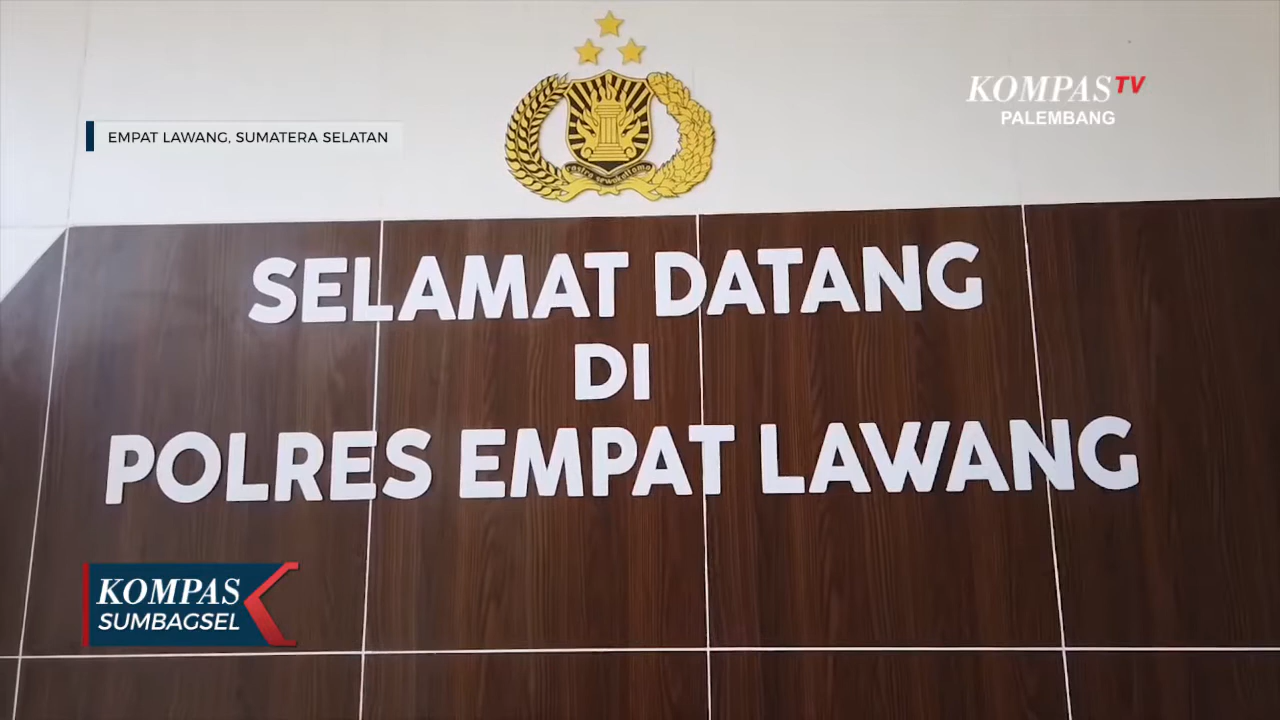 KOMPAS TV
PALEMBANG
EMPAT LAWANG, SUMATERA SELATAN
SELAMAT DATANG
DI
POLRES EMPAT LAWANG
KOMPAS
SUMBAGSEL